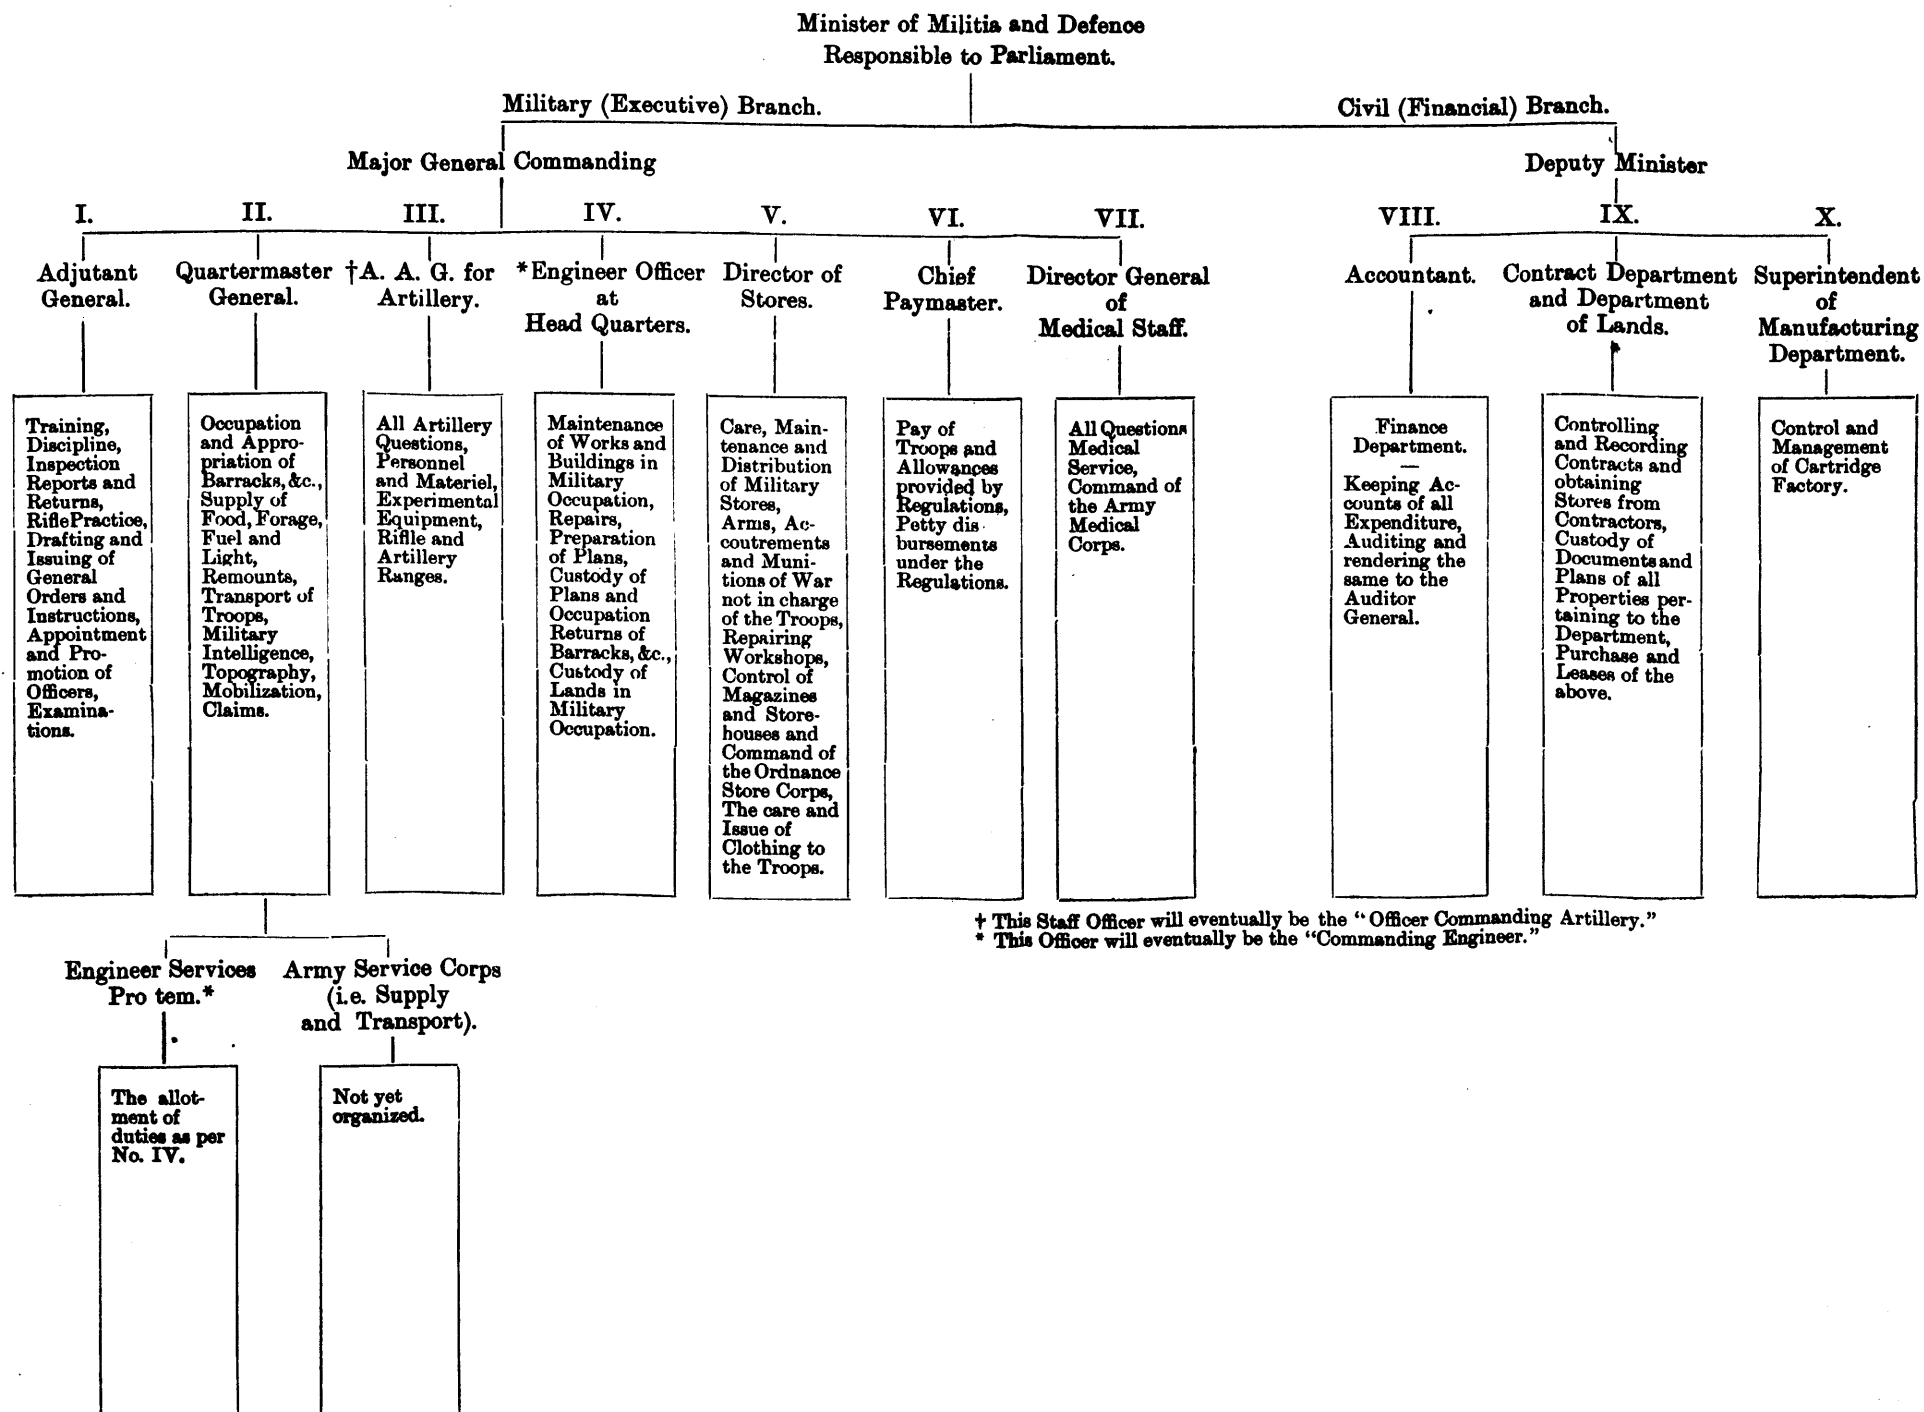 Minister of Militia and Defence
Responsible to Parliament.
Military (Executive) Branch.
Civil (Financial) Branch.
Major General Commanding
Deputy Minister
I.
II.
III.
IV.
V.
VI.
VII.
VIII.
IX.
X.
Adjutant
General.
Quartermaster
General.
†A. A. G. for
Artillery.
*Engineer Officer
at
Head Quarters.
Director of
Stores.
Chief
Paymaster.
Director General
of
Medical Staff.
Accountant.
Contract Department
and Department
of Lands.
Superintendent
of
Manufacturing
Department.
Training,
Discipline,
Inspection
Reports and
Returns,
Rifle Practice,
Drafting and
Issuing of
General
Orders and
Instructions,
Appointment
and Pro-
motion of
Officers,
Examina-
tions.
Occupation
and Appro-
priation of
Barracks, &c.,
Supply of
Food, Forage,
Fuel and
Light,
Remounts,
Transport of
Troops,
Military
Intelligence,
Topography,
Mobilization,
Claims.
All Artillery
Questions,
Personnel
and Materiel,
Experimental
Equipment,
Rifle and
Artillery
Ranges.
Maintenance
of Works and
Buildings in
Military
Occupation,
Repairs,
Preparation
of Plans,
Custody of
Plans and
Occupation
Returns of
Barracks, &c.,
Custody of
Lands in
Military
Occupation.
Care, Main-
tenance and
Distribution
of Military
Stores,
Arms, Ac-
coutrements
and Muni-
tions of War
not in charge
of the Troops,
Repairing
Workshops,
Control of
Magazines
and Store-
houses and
Command of
the Ordnance
Store Corps,
The care and
Issue of
Clothing to
the Troops.
Pay of
Troops and
Allowances
provided by
Regulations,
Petty dis-
bursements
under the
Regulations.
All Questions
Medical
Service,
Command of
the Army
Medical
Corps.
Finance
Department.
—
Keeping Ac-
counts of all
Expenditure,
Auditing and
rendering the
same to the
Auditor
General.
Controlling
and Recording
Contracts and
obtaining
Stores from
Contractors,
Custody of
Documents and
Plans of all
Properties per-
taining to the
Department,
Purchase and
Leases of the
above.
Control and
Management
of Cartridge
Factory.
† This Staff Officer will eventually be the "Officer Commanding Artillery."
* This Officer will eventually be the "Commanding Engineer."
Engineer Services
Pro tem.*
Army Service Corps
(i.e. Supply
and Transport).
The allot-
ment of
duties as per
No. IV.
Not yet
organized.